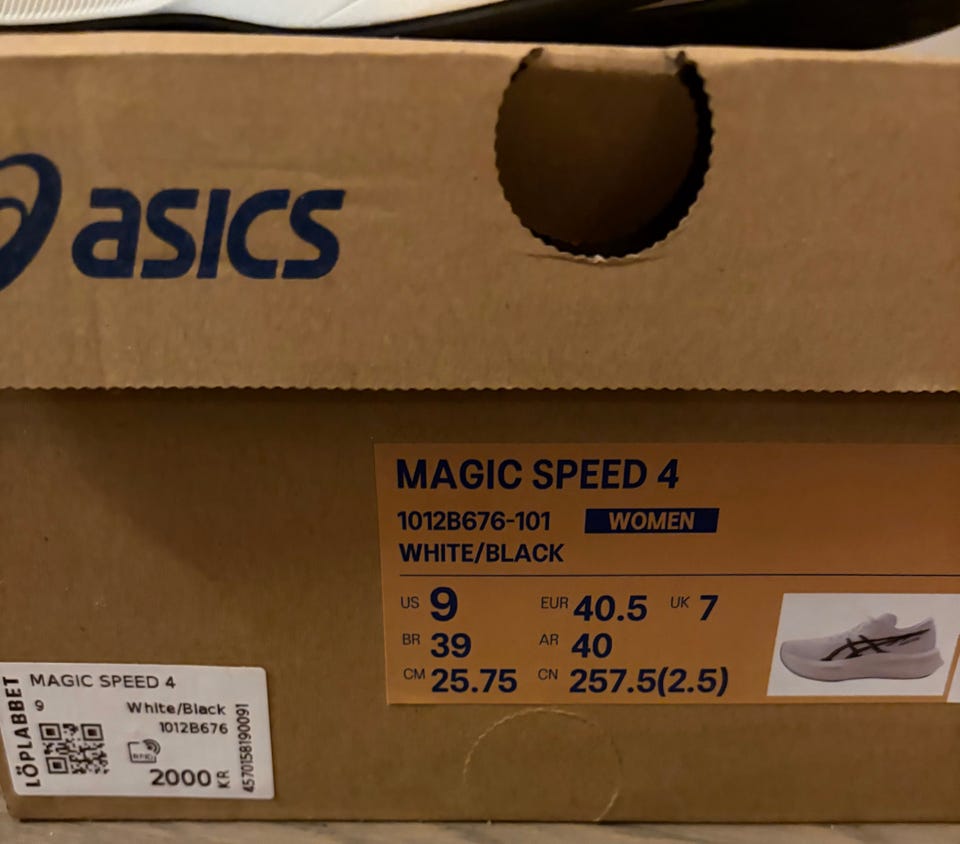 asics
MAGIC SPEED 4
1012B676-101 WOMEN
WHITE/BLACK
US 9 EUR 40.5 UK 7
BR 39 AR 40
CM 25.75 CN 257.5(2.5)
LÖPLABBET
MAGIC SPEED 4
9 White/Black
1012B676
RFID
2000 KR
4570158190091